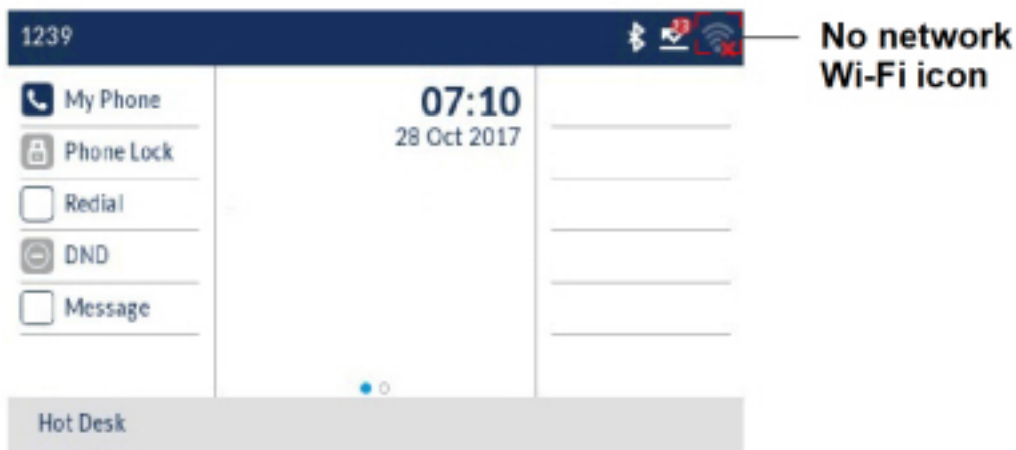 1239
13
No network
Wi-Fi icon
My Phone
Phone Lock
Redial
DND
Message
07:10
28 Oct 2017
Hot Desk